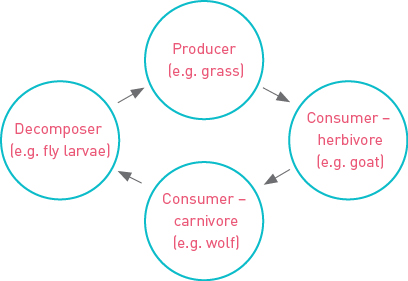 Producer
(e.g. grass)
Consumer –
herbivore
(e.g. goat)
Consumer –
carnivore
(e.g. wolf)
Decomposer
(e.g. fly larvae)